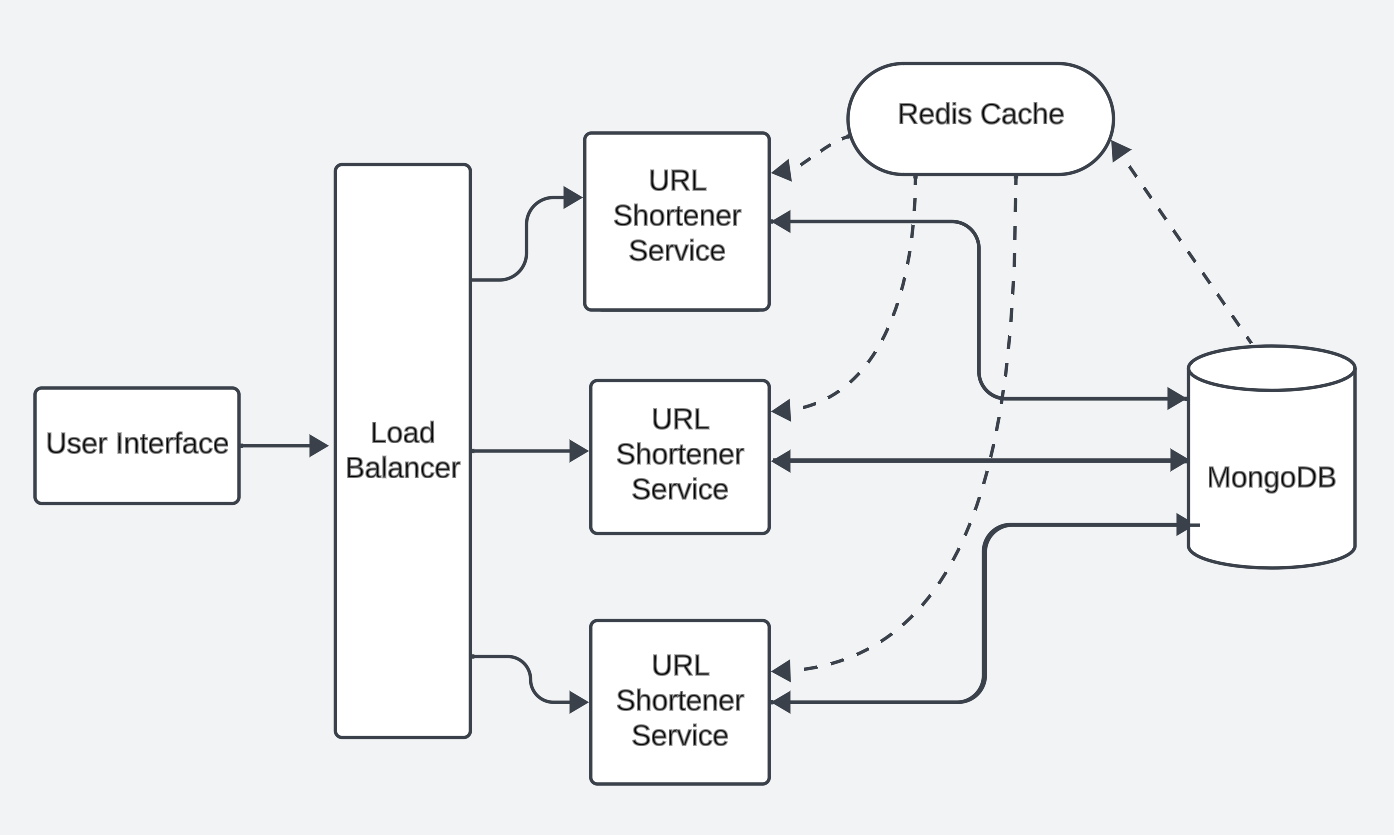 Redis Cache
URL
Shortener
Service
User Interface
Load
Balancer
URL
Shortener
Service
MongoDB
URL
Shortener
Service